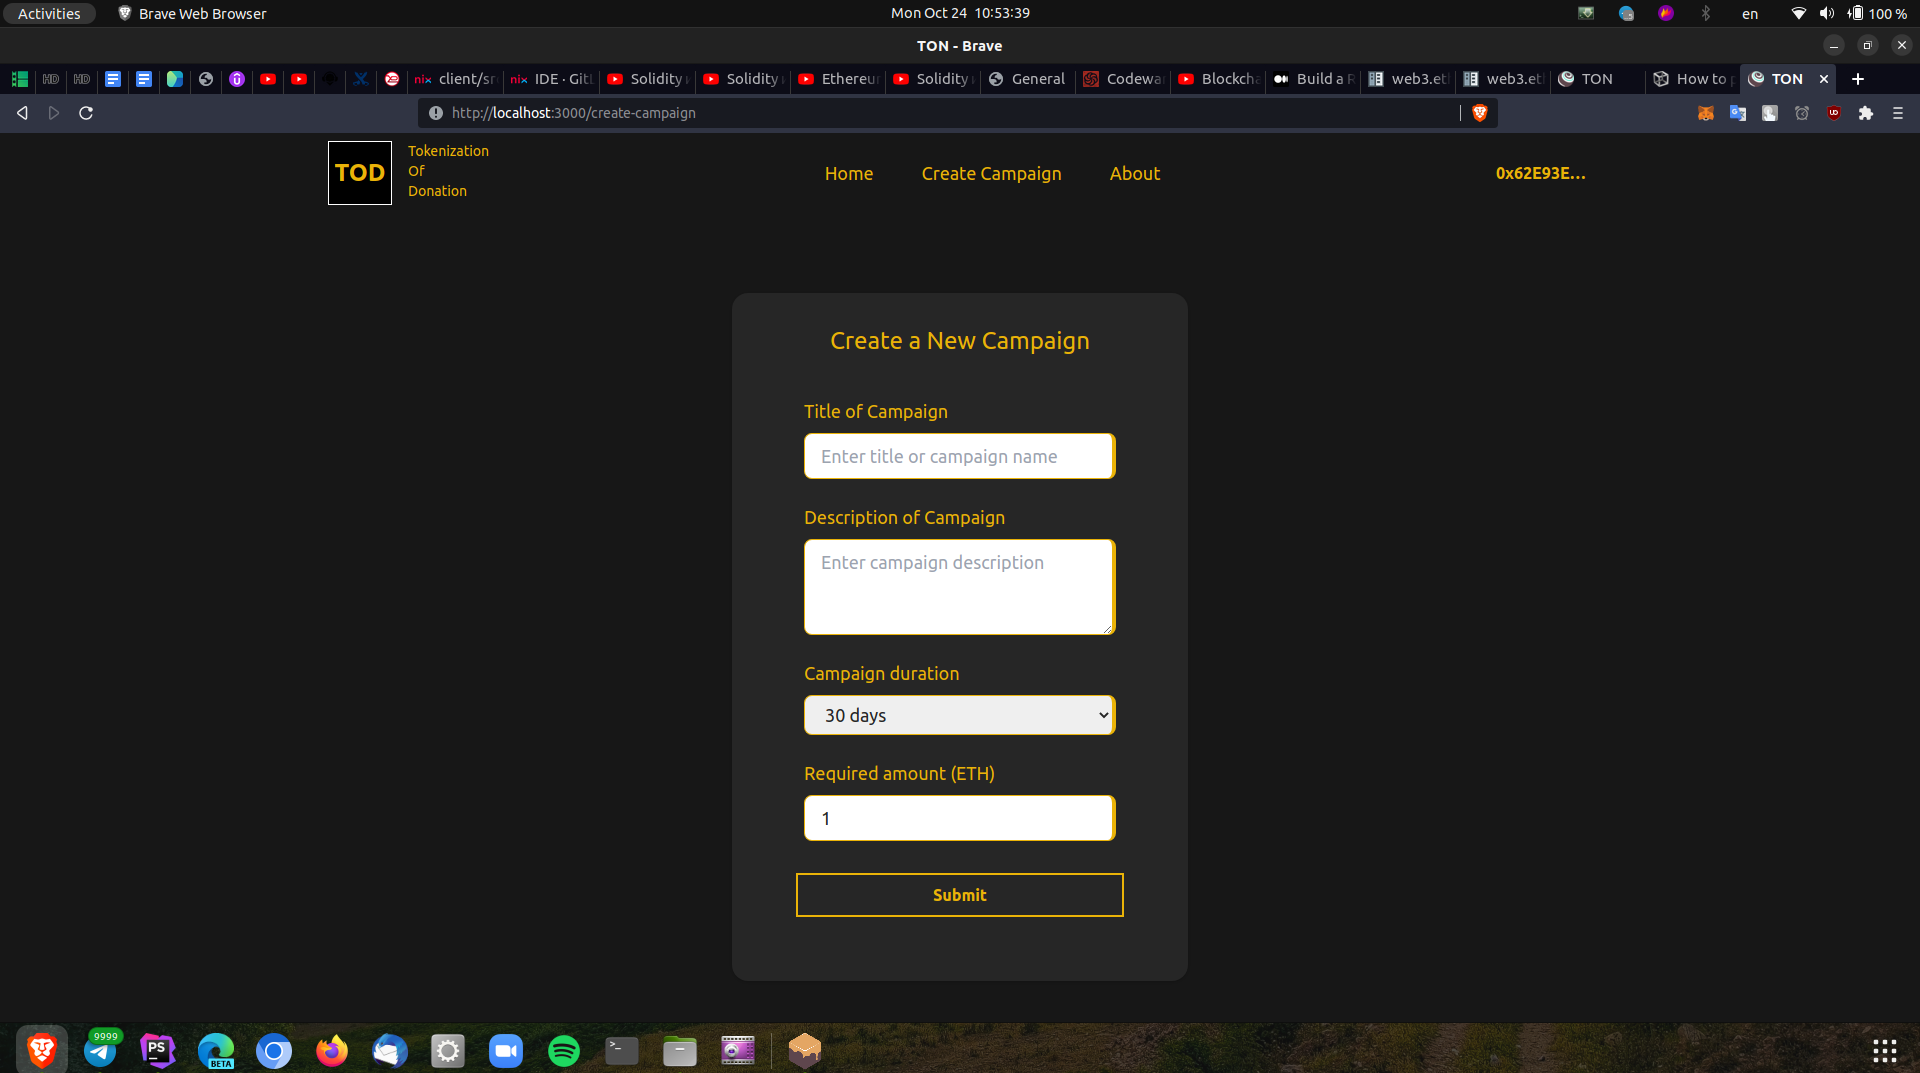 Activities
Brave Web Browser
Mon Oct 24 10:53:39
en
100 %
TON - Brave
HD
HD
nix client/sr
nix IDE · Git
Solidity
Solidity
Ethereu
Solidity
General
Codewa
Blockch
Build a
web3.et
web3.et
TON
How to
TON
http://localhost:3000/create-campaign
TOD
Tokenization
Of
Donation
Home
Create Campaign
About
0x62E93E...
Create a New Campaign
Title of Campaign
Enter title or campaign name
Description of Campaign
Enter campaign description
Campaign duration
30 days
Required amount (ETH)
1
Submit
9999
PS
BETA